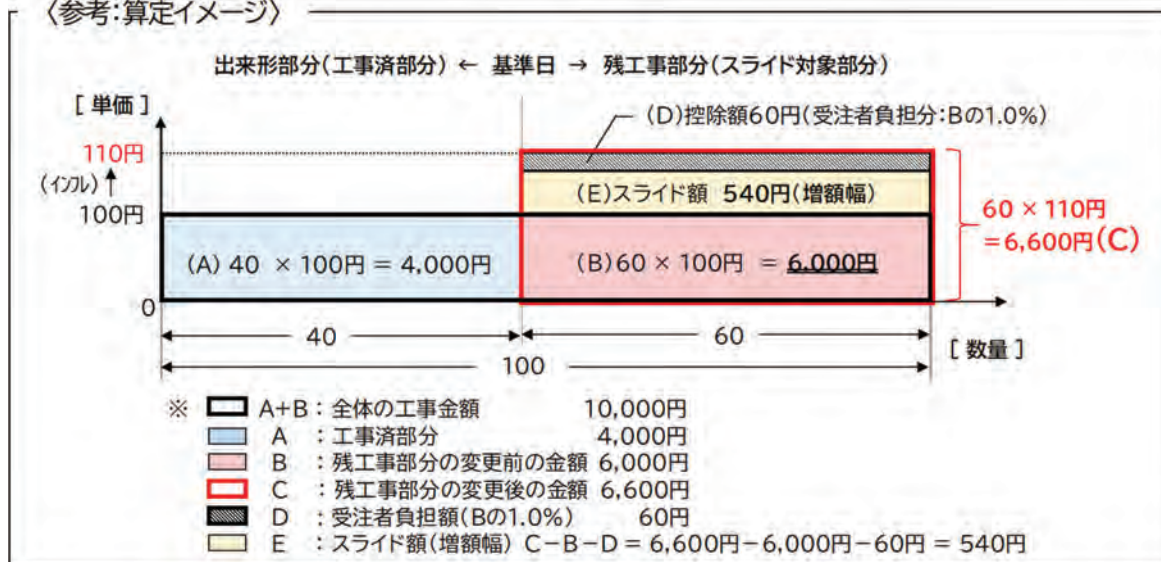 〈参考:算定イメージ〉
出来形部分(工事済部分) ← 基準日 → 残工事部分(スライド対象部分)
[ 単価 ]
(D)控除額60円(受注者負担分:Bの1.0%)
110円
(インフレ)
(E)スライド額 540円(増額幅)
100円
60 × 110円
=6,600円(C)
(A) 40 × 100円 = 4,000円
(B)60 × 100円 = 6,000円
0
40
60
[ 数量 ]
100
※ A+B : 全体の工事金額 10,000円
A : 工事済部分 4,000円
B : 残工事部分の変更前の金額 6,000円
C : 残工事部分の変更後の金額 6,600円
D : 受注者負担額(Bの1.0%) 60円
E : スライド額(増額幅) C-B-D = 6,600円-6,000円-60円 = 540円